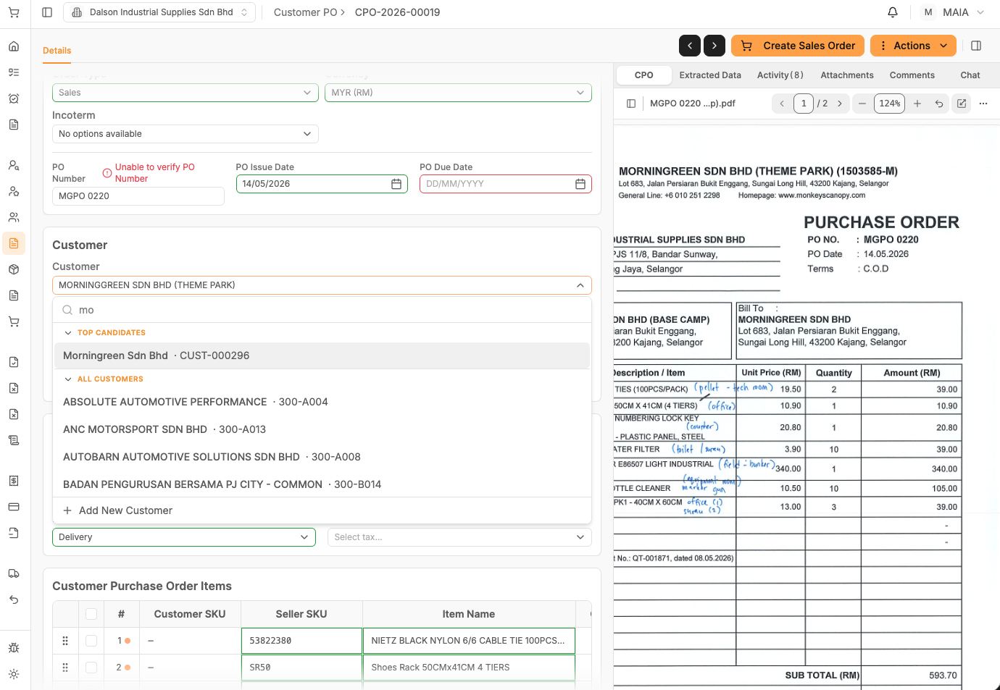 Dalson Industrial Supplies Sdn Bhd
Customer PO > CPO-2026-00019
M MAIA
Details
Create Sales Order
Actions
Order Type
Currency
Sales
MYR (RM)
Incoterm
No options available
PO Number
Unable to verify PO Number
PO Issue Date
PO Due Date
MGPO 0220
14/05/2026
DD/MM/YYYY
Customer
Customer
MORNINGGREEN SDN BHD (THEME PARK)
mo
TOP CANDIDATES
Morningreen Sdn Bhd · CUST-000296
ALL CUSTOMERS
ABSOLUTE AUTOMOTIVE PERFORMANCE · 300-A004
ANC MOTORSPORT SDN BHD · 300-A013
AUTOBARN AUTOMOTIVE SOLUTIONS SDN BHD · 300-A008
BADAN PENGURUSAN BERSAMA PJ CITY - COMMON · 300-B014
+ Add New Customer
Delivery
Select tax...
Customer Purchase Order Items
# Customer SKU Seller SKU Item Name
1 – 53822380 NIETZ BLACK NYLON 6/6 CABLE TIE 100PCS...
2 – SR50 Shoes Rack 50CMx41CM 4 TIERS
CPO Extracted Data Activity(8) Attachments Comments Chat
MGPO 0220 ...p).pdf
1 / 2
124%
MORNINGREEN SDN BHD (THEME PARK) (1503585-M)
Lot 683, Jalan Persiaran Bukit Enggang, Sungai Long Hill, 43200 Kajang, Selangor
General Line: +6 010 251 2298 Homepage: www.monkeyscanopy.com
PURCHASE ORDER
DUSTRIAL SUPPLIES SDN BHD
PO NO. : MGPO 0220
PJS 11/8, Bandar Sunway,
PO Date : 14.05.2026
ng Jaya, Selangor
Terms : C.O.D
Bill To :
ON BHD (BASE CAMP)
MORNINGREEN SDN BHD
iaran Bukit Enggang,
Lot 683, Jalan Persiaran Bukit Enggang,
3200 Kajang, Selangor
Sungai Long Hill, 43200 Kajang, Selangor
Description / Item Unit Price (RM) Quantity Amount (RM)
TIES (100PCS/PACK) (pellet - tech room) 19.50 2 39.00
50CM X 41CM (4 TIERS) (office) 10.90 1 10.90
NUMBERING LOCK KEY
(counter) 20.80 1 20.80
- PLASTIC PANEL, STEEL
ATER FILTER (toilet / surau) 3.90 10 39.00
R E86507 LIGHT INDUSTRIAL (field - bunker) 340.00 1 340.00
(equipment room)
OTTLE CLEANER marker gun 10.50 10 105.00
PK1 - 40CM X 60CM office (1)
surau (2) 13.00 3 39.00
-
-
t No.: QT-001871, dated 08.05.2026)
SUB TOTAL (RM) 593.70